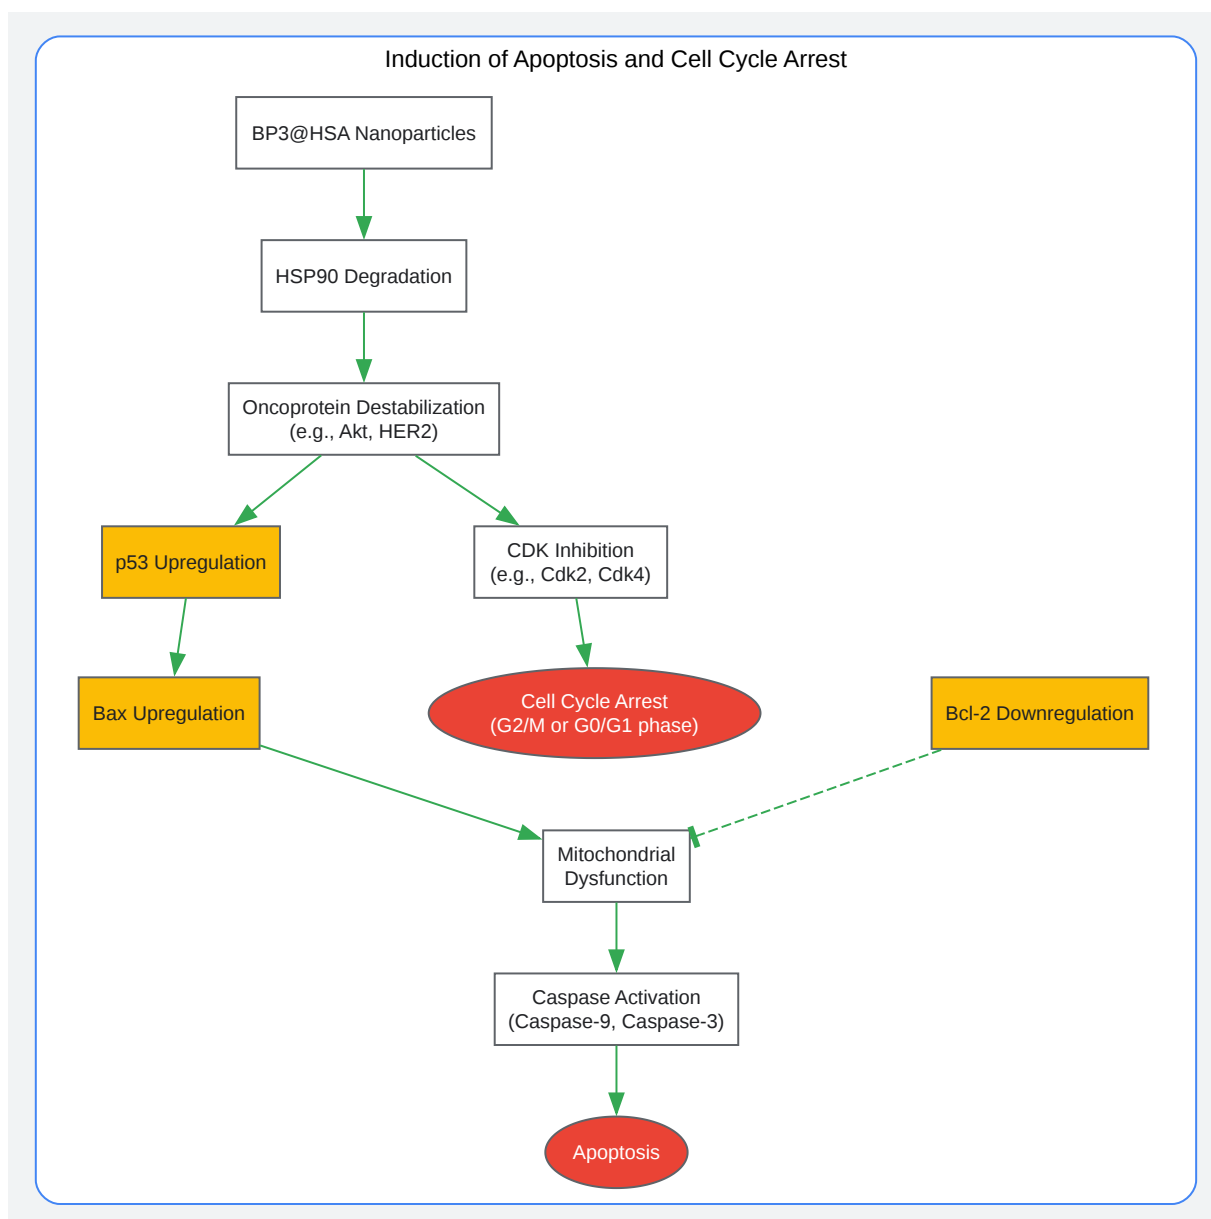 Induction of Apoptosis and Cell Cycle Arrest
BP3@HSA Nanoparticles
HSP90 Degradation
Oncoprotein Destabilization
(e.g., Akt, HER2)
p53 Upregulation
CDK Inhibition
(e.g., Cdk2, Cdk4)
Bax Upregulation
Cell Cycle Arrest
(G2/M or G0/G1 phase)
Bcl-2 Downregulation
Mitochondrial
Dysfunction
Caspase Activation
(Caspase-9, Caspase-3)
Apoptosis